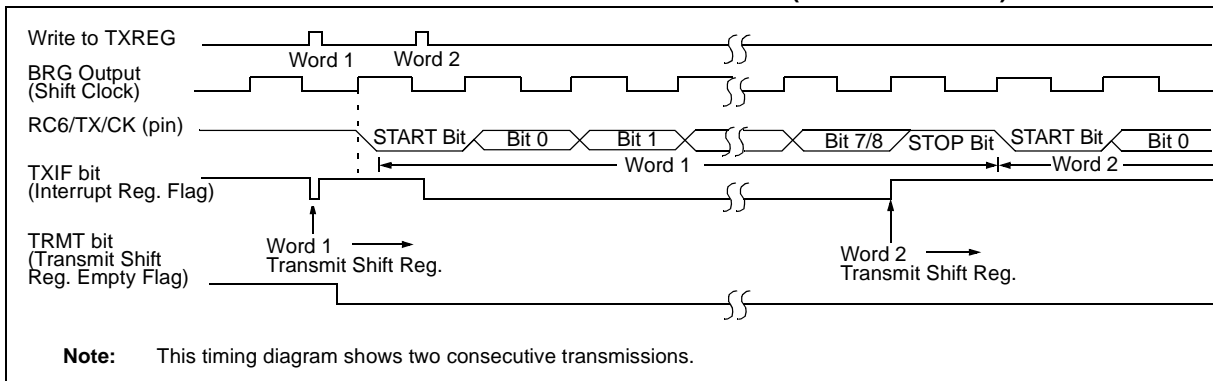 Write to TXREG
Word 1
Word 2
BRG Output
(Shift Clock)
RC6/TX/CK (pin)
START Bit
Bit 0
Bit 1
Bit 7/8
STOP Bit
START Bit
Bit 0
Word 1
Word 2
TXIF bit
(Interrupt Reg. Flag)
Word 1
Transmit Shift Reg.
Word 2
Transmit Shift Reg.
TRMT bit
(Transmit Shift
Reg. Empty Flag)
Note: This timing diagram shows two consecutive transmissions.